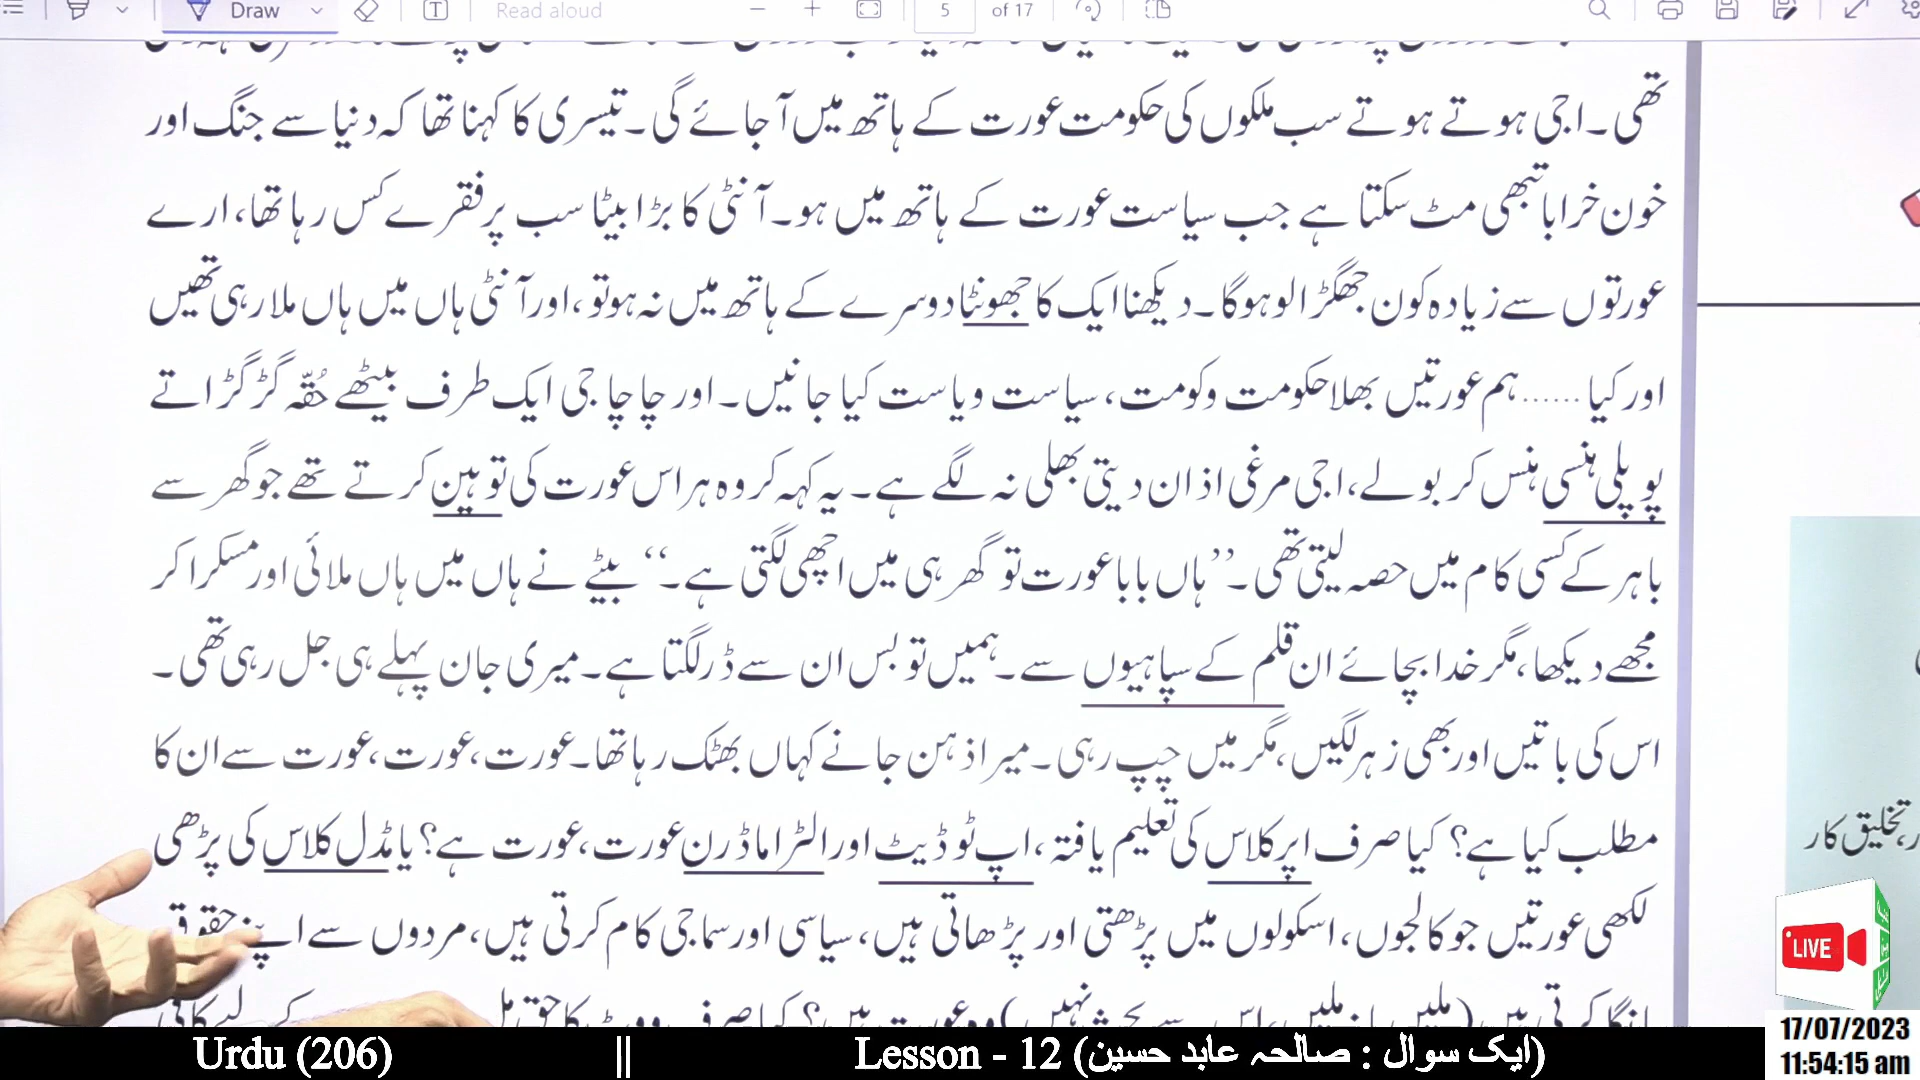 Draw
Read aloud
5
of 17
تھی۔ اجی ہوتے ہوتے سب ملکوں کی حکومت عورت کے ہاتھ میں آ جائے گی۔ تیسری کا کہنا تھا کہ دنیا سے جنگ اور
خون خرابا تبھی مٹ سکتا ہے جب سیاست عورت کے ہاتھ میں ہو۔ آنٹی کا بڑا بیٹا سب پر فقرے کس رہا تھا، ارے
عورتوں سے زیادہ کون جھگڑالو ہوگا۔ دیکھنا ایک کا جھونٹا دوسرے کے ہاتھ میں نہ ہو تو، اور آنٹی ہاں میں ہاں ملا رہی تھیں
اور کیا ...... ہم عورتیں بھلا حکومت وکومت، سیاست ویاست کیا جانیں۔ اور چاچا جی ایک طرف بیٹھے حُقّہ گڑگڑاتے
پوپلی ہنسی ہنس کر بولے، اجی مرغی اذان دیتی بھلی نہ لگے ہے۔ یہ کہہ کر وہ ہر اس عورت کی توہین کرتے تھے جو گھر سے
باہر کے کسی کام میں حصہ لیتی تھی۔ ”ہاں بابا عورت تو گھر ہی میں اچھی لگتی ہے۔“ بیٹے نے ہاں میں ہاں ملائی اور مسکرا کر
مجھے دیکھا، مگر خدا بچائے ان قلم کے سپاہیوں سے۔ ہمیں تو بس ان سے ڈر لگتا ہے۔ میری جان پہلے ہی جل رہی تھی۔
اس کی باتیں اور بھی زہر لگیں، مگر میں چپ رہی۔ میرا ذہن جانے کہاں بھٹک رہا تھا۔ عورت، عورت، عورت سے ان کا
مطلب کیا ہے؟ کیا صرف اپر کلاس کی تعلیم یافتہ، اپ ٹو ڈیٹ اور الٹرا ماڈرن عورت، عورت ہے؟ یا مڈل کلاس کی پڑھی
لکھی عورتیں جو کالجوں، اسکولوں میں پڑھتی اور پڑھاتی ہیں، سیاسی اور سماجی کام کرتی ہیں، مردوں سے اپنے حقوق
تخلیق کار
LIVE
Urdu (206) || Lesson - 12 (ایک سوال : صالحہ عابد حسین)
17/07/2023
11:54:15 am